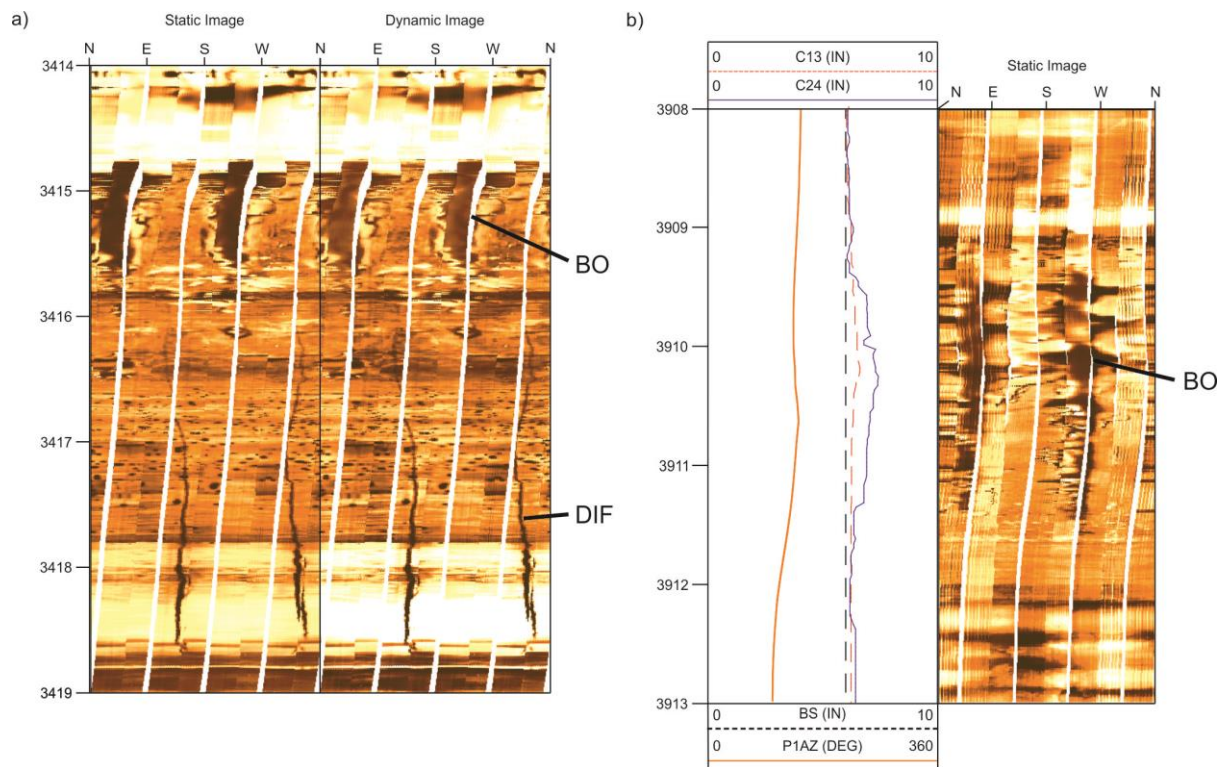 a)
Static Image
Dynamic Image
N E S W N E S W N
3414
3415
BO
3416
3417
DIF
3418
3419
b)
0 C13 (IN) 10
0 C24 (IN) 10
Static Image
N E S W N
3908
3909
3910
BO
3911
3912
3913
0 BS (IN) 10
0 P1AZ (DEG) 360